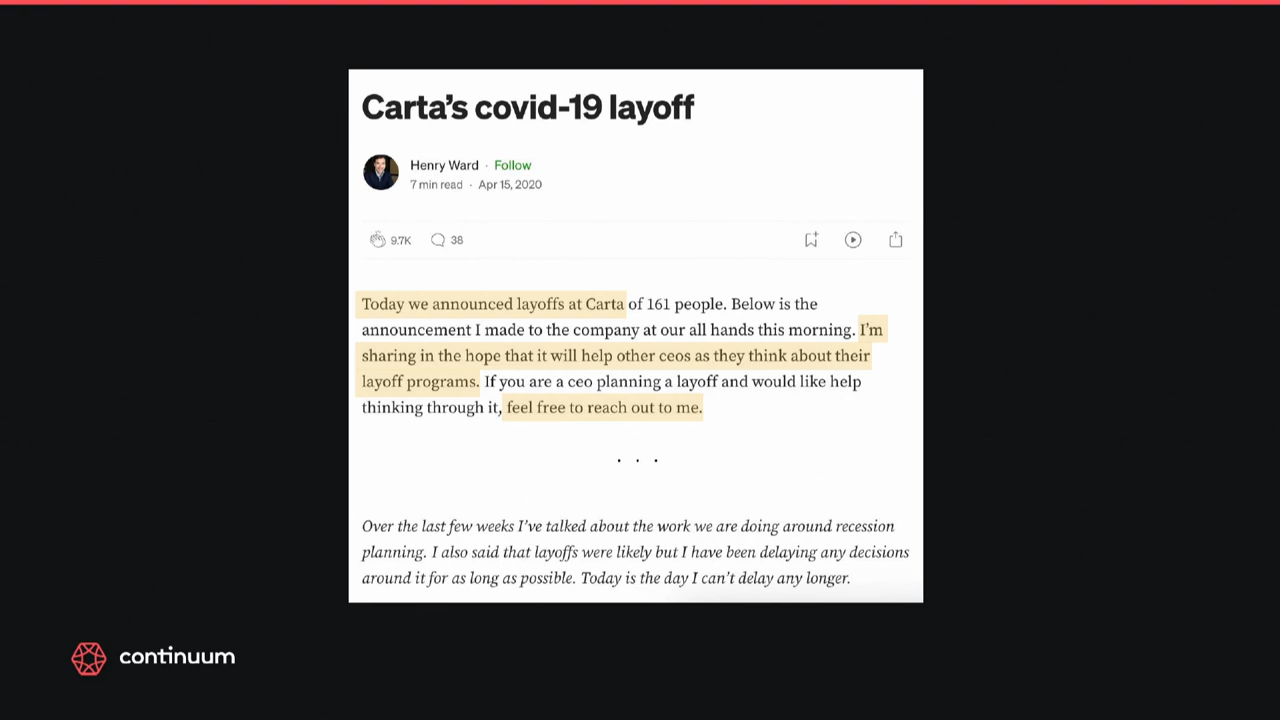 Carta’s covid-19 layoff
Henry Ward · Follow
7 min read · Apr 15, 2020
9.7K 38
Today we announced layoffs at Carta of 161 people. Below is the
announcement I made to the company at our all hands this morning. I’m
sharing in the hope that it will help other ceos as they think about their
layoff programs. If you are a ceo planning a layoff and would like help
thinking through it, feel free to reach out to me.
. . .
Over the last few weeks I’ve talked about the work we are doing around recession
planning. I also said that layoffs were likely but I have been delaying any decisions
around it for as long as possible. Today is the day I can’t delay any longer.
continuum